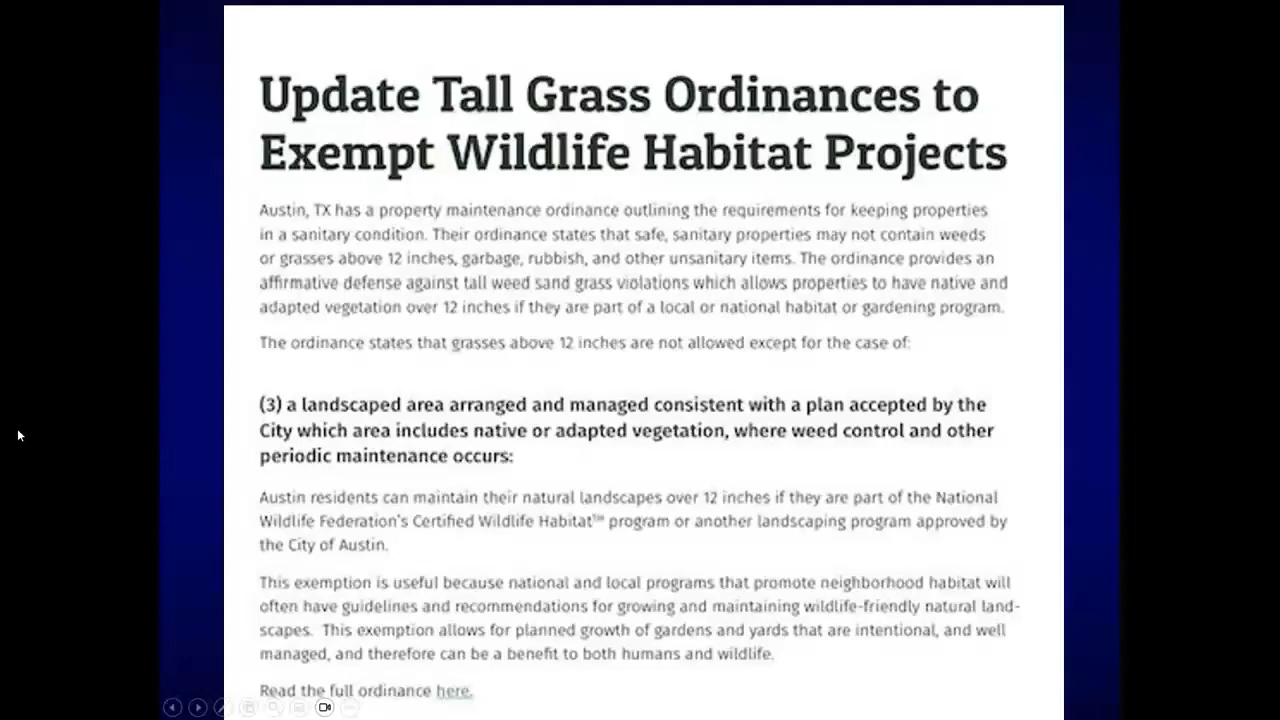 Update Tall Grass Ordinances to
Exempt Wildlife Habitat Projects
Austin, TX has a property maintenance ordinance outlining the requirements for keeping properties
in a sanitary condition. Their ordinance states that safe, sanitary properties may not contain weeds
or grasses above 12 inches, garbage, rubbish, and other unsanitary items. The ordinance provides an
affirmative defense against tall weed sand grass violations which allows properties to have native and
adapted vegetation over 12 inches if they are part of a local or national habitat or gardening program.
The ordinance states that grasses above 12 inches are not allowed except for the case of:
(3) a landscaped area arranged and managed consistent with a plan accepted by the
City which area includes native or adapted vegetation, where weed control and other
periodic maintenance occurs:
Austin residents can maintain their natural landscapes over 12 inches if they are part of the National
Wildlife Federation's Certified Wildlife Habitat™ program or another landscaping program approved by
the City of Austin.
This exemption is useful because national and local programs that promote neighborhood habitat will
often have guidelines and recommendations for growing and maintaining wildlife-friendly natural land-
scapes. This exemption allows for planned growth of gardens and yards that are intentional, and well
managed, and therefore can be a benefit to both humans and wildlife.
Read the full ordinance here.